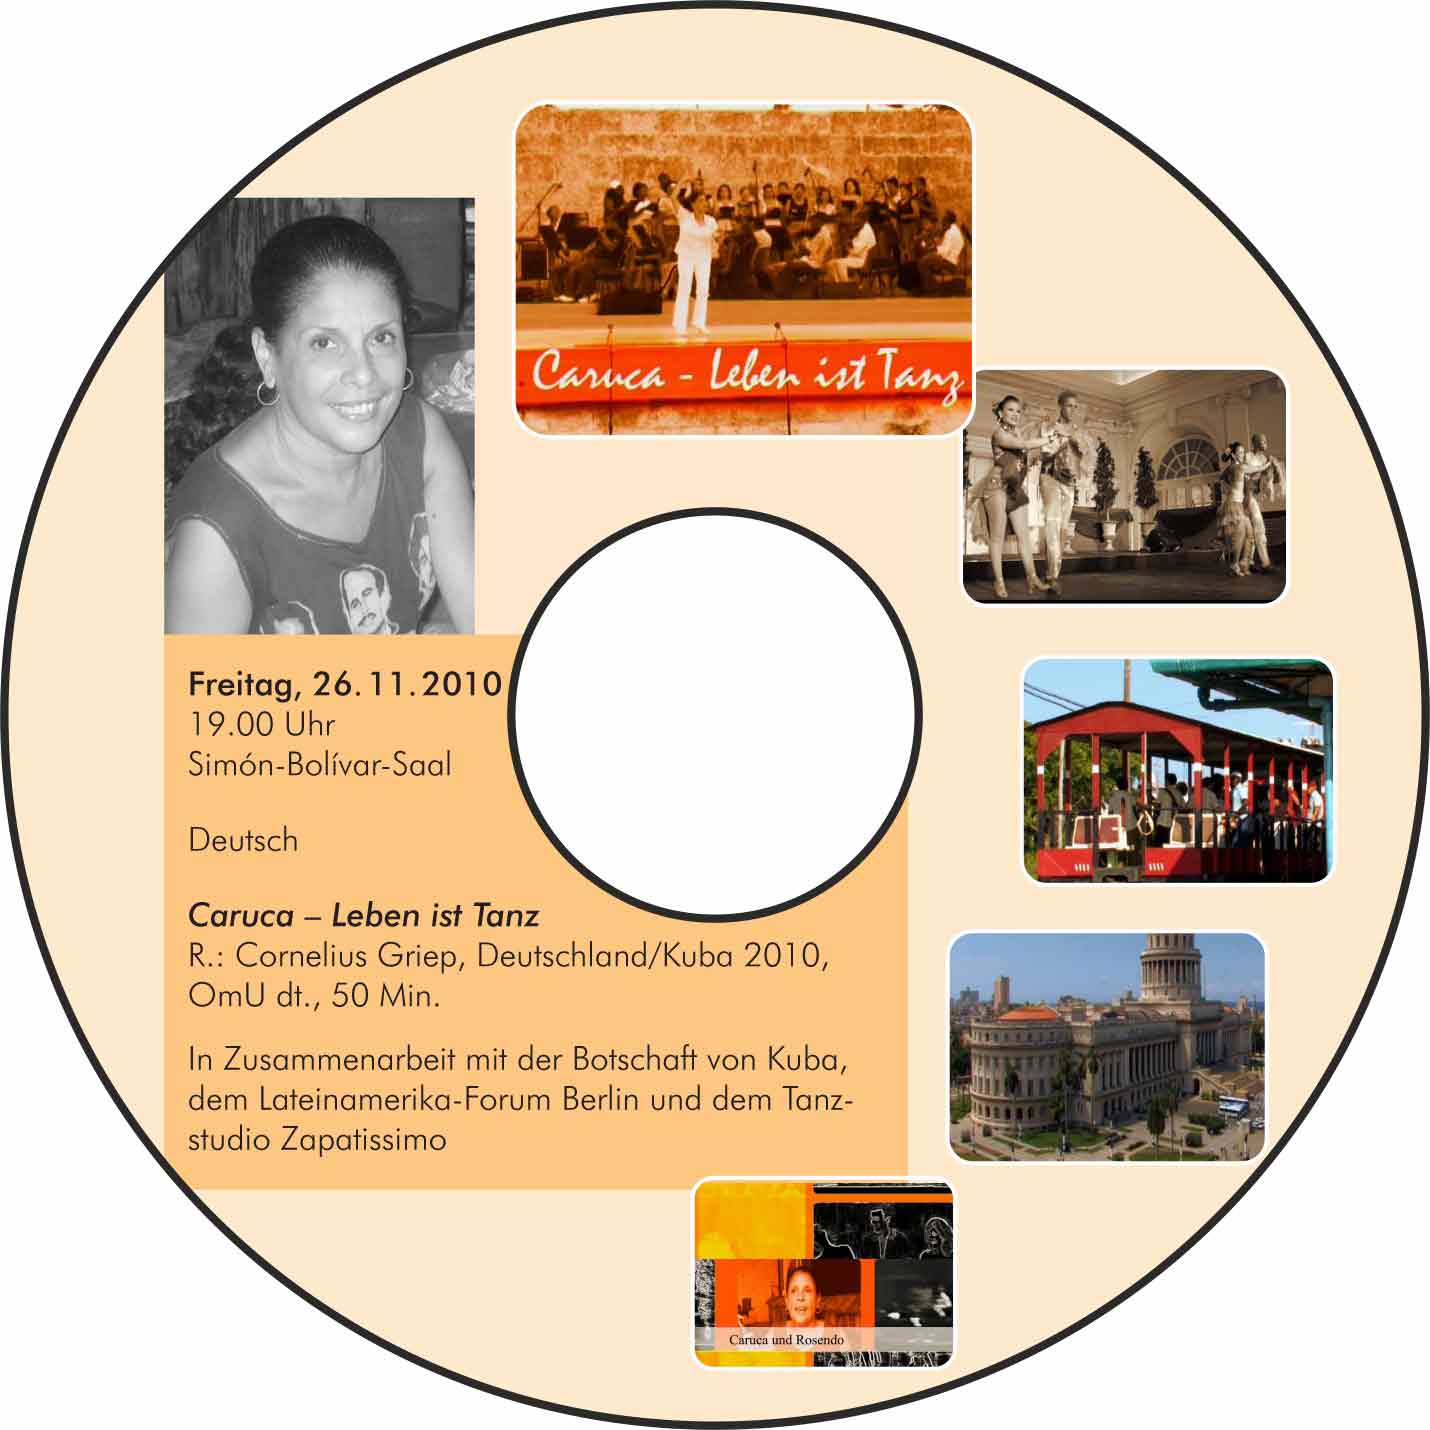 Caruca - Leben ist Tanz
Freitag, 26.11.2010
19.00 Uhr
Simón-Bolívar-Saal
Deutsch
Caruca – Leben ist Tanz
R.: Cornelius Griep, Deutschland/Kuba 2010,
OmU dt., 50 Min.
In Zusammenarbeit mit der Botschaft von Kuba,
dem Lateinamerika-Forum Berlin und dem Tanz-
studio Zapatissimo
Caruca und Rosendo